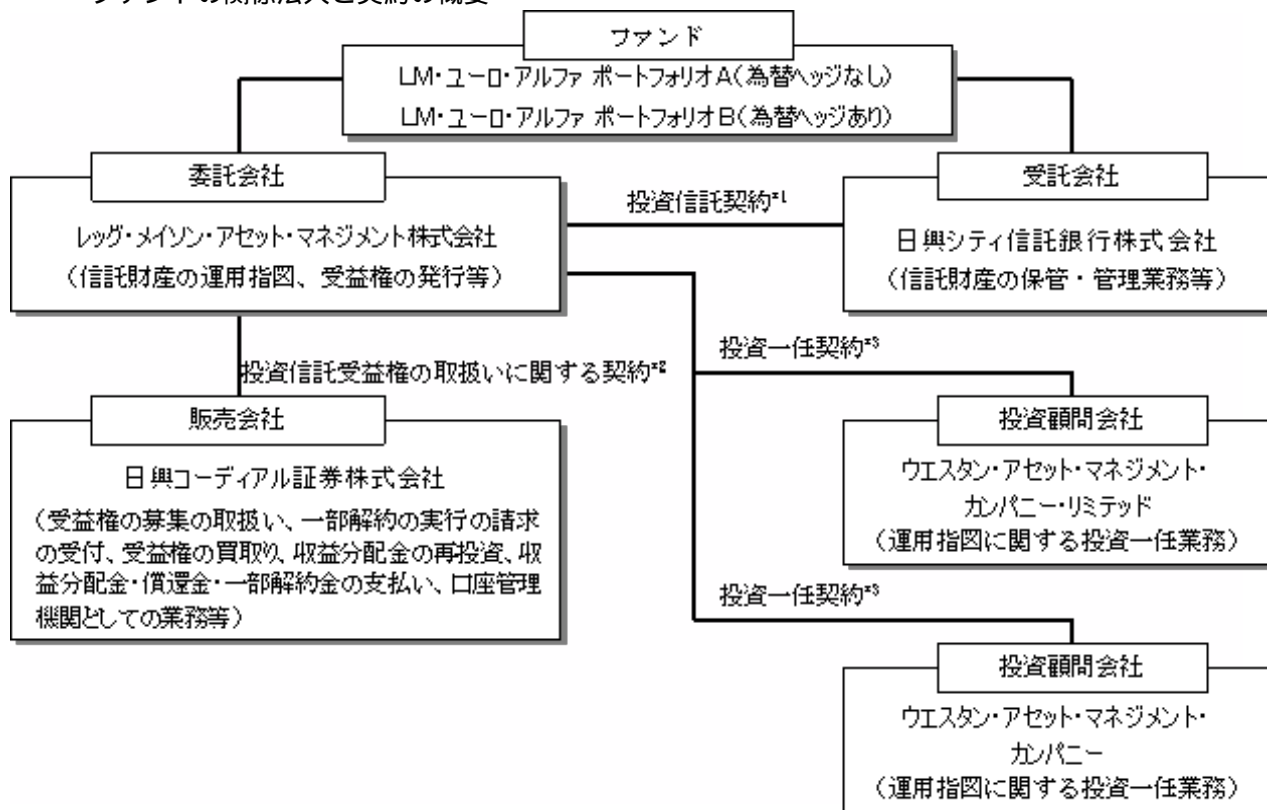 ファンドの関係法人と契約の概要
ファンド
LM・ユーロ・アルファ ポートフォリオA(為替ヘッジなし)
LM・ユーロ・アルファ ポートフォリオB(為替ヘッジあり)
委託会社
レッグ・メイソン・アセット・マネジメント株式会社
(信託財産の運用指図、受益権の発行等)
投資信託契約*1
受託会社
日興シティ信託銀行株式会社
(信託財産の保管・管理業務等)
投資信託受益権の取扱いに関する契約*2
投資一任契約*3
販売会社
日興コーディアル証券株式会社
(受益権の募集の取扱い、一部解約の実行の請求
の受付、受益権の買取り、収益分配金の再投資、収
益分配金・償還金・一部解約金の支払い、口座管理
機関としての業務等)
投資顧問会社
ウエスタン・アセット・マネジメント・
カンパニー・リミテッド
(運用指図に関する投資一任業務)
投資一任契約*3
投資顧問会社
ウエスタン・アセット・マネジメント・
カンパニー
(運用指図に関する投資一任業務)